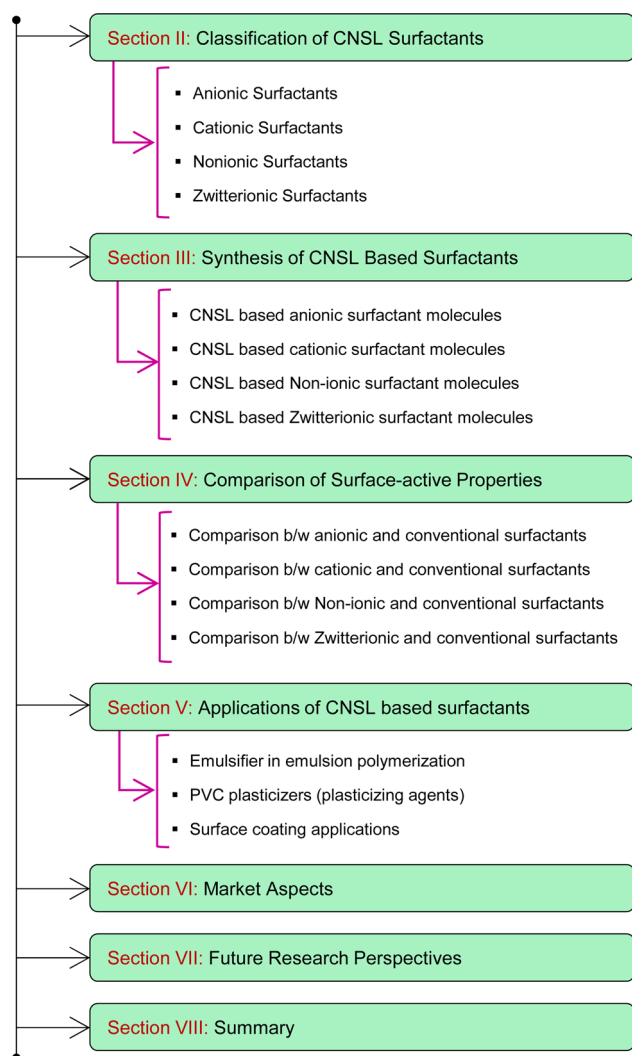 Section II: Classification of CNSL Surfactants
▪ Anionic Surfactants
▪ Cationic Surfactants
▪ Nonionic Surfactants
▪ Zwitterionic Surfactants
Section III: Synthesis of CNSL Based Surfactants
▪ CNSL based anionic surfactant molecules
▪ CNSL based cationic surfactant molecules
▪ CNSL based Non-ionic surfactant molecules
▪ CNSL based Zwitterionic surfactant molecules
Section IV: Comparison of Surface-active Properties
▪ Comparison b/w anionic and conventional surfactants
▪ Comparison b/w cationic and conventional surfactants
▪ Comparison b/w Non-ionic and conventional surfactants
▪ Comparison b/w Zwitterionic and conventional surfactants
Section V: Applications of CNSL based surfactants
▪ Emulsifier in emulsion polymerization
▪ PVC plasticizers (plasticizing agents)
▪ Surface coating applications
Section VI: Market Aspects
Section VII: Future Research Perspectives
Section VIII: Summary